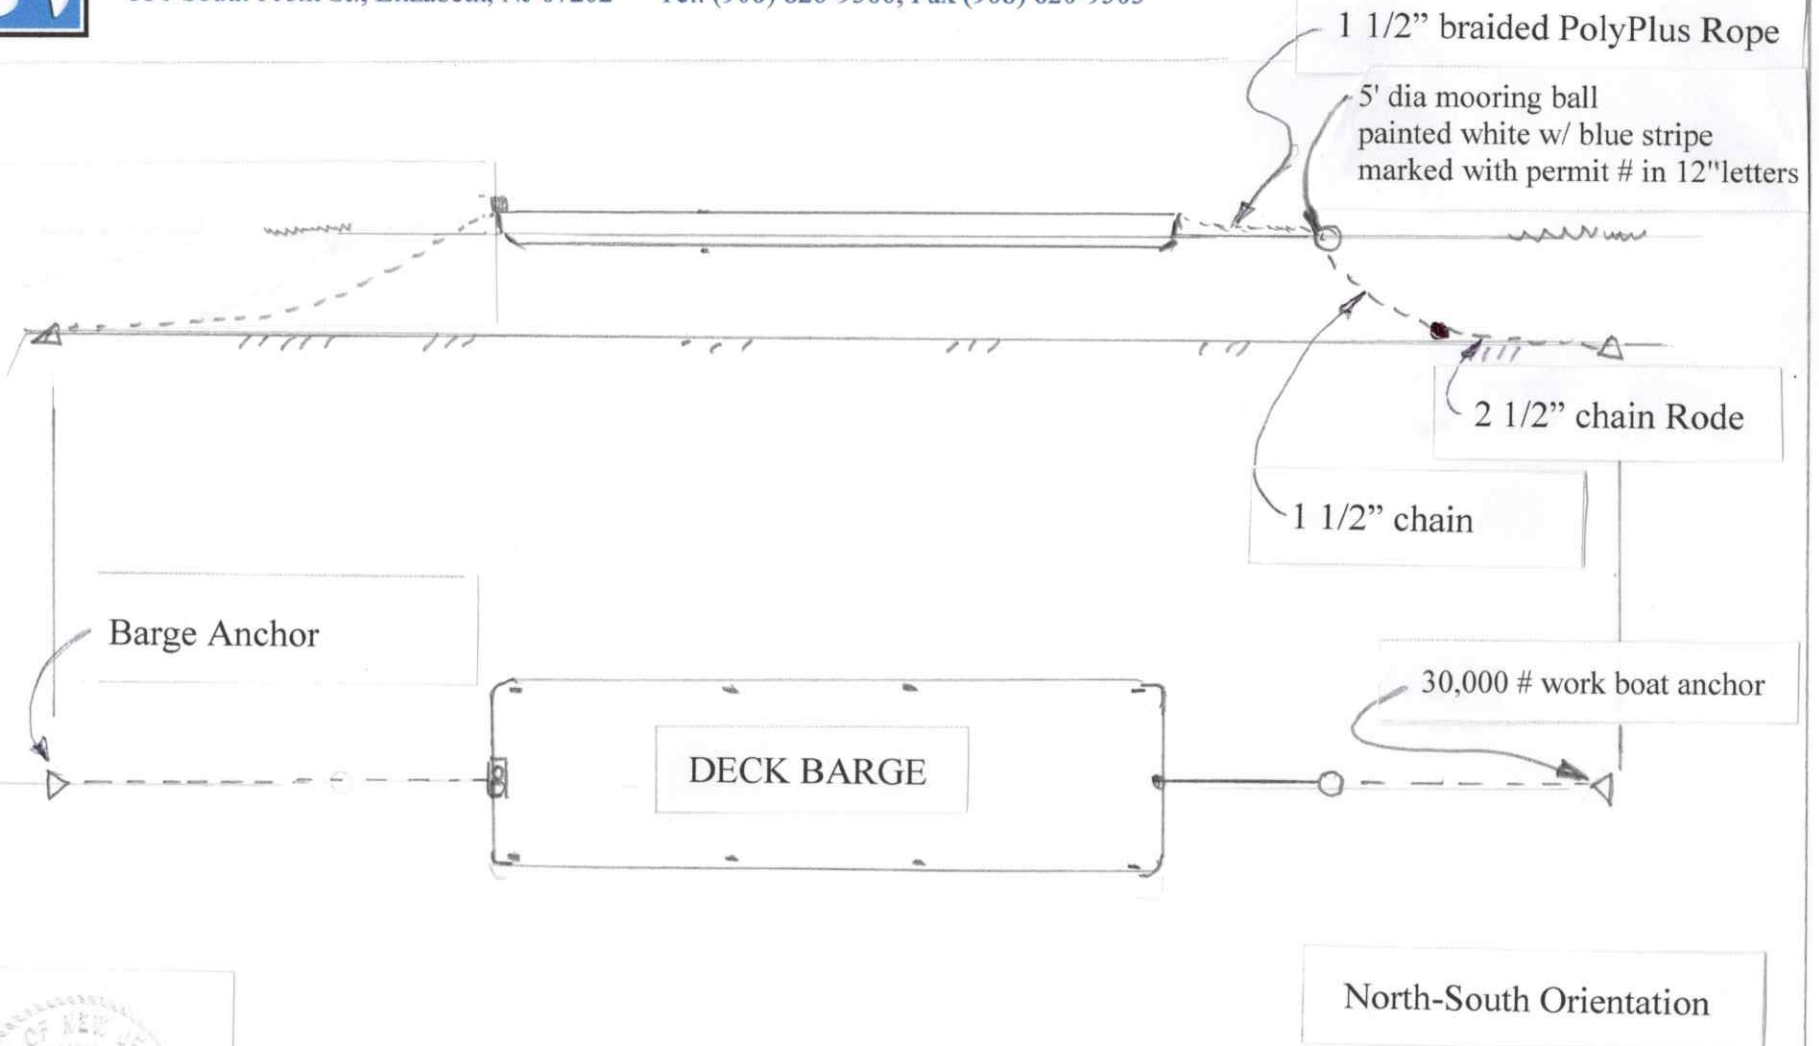 1 1/2” braided PolyPlus Rope
5' dia mooring ball
painted white w/ blue stripe
marked with permit # in 12"letters
2 1/2” chain Rode
1 1/2” chain
Barge Anchor
30,000 # work boat anchor
DECK BARGE
North-South Orientation
OF NEW